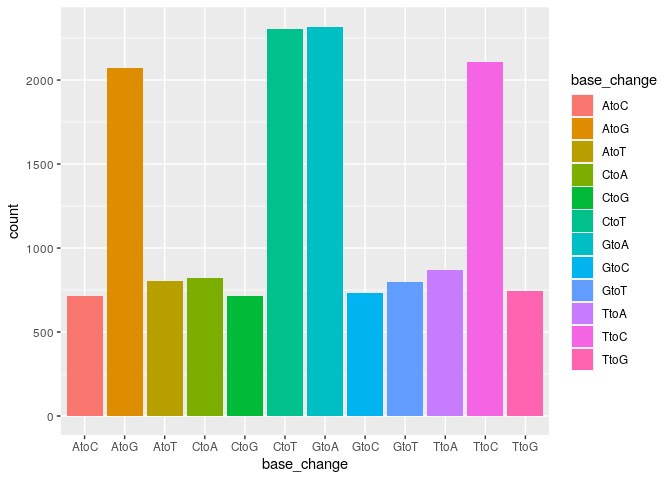 2000
1500
1000
500
0
count
AtoC AtoG AtoT CtoA CtoG CtoT GtoA GtoC GtoT TtoA TtoC TtoG
base_change
base_change
AtoC
AtoG
AtoT
CtoA
CtoG
CtoT
GtoA
GtoC
GtoT
TtoA
TtoC
TtoG